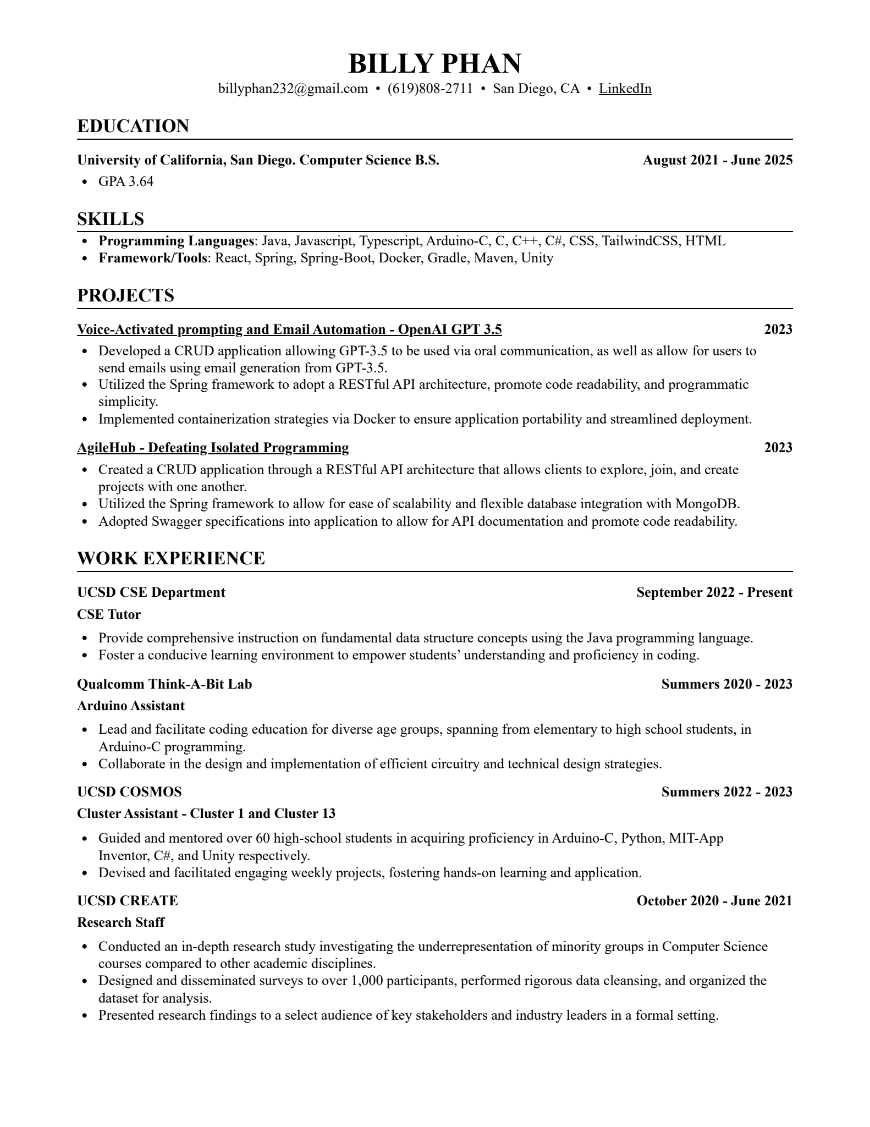 BILLY PHAN
billyphan232@gmail.com • (619)808-2711 • San Diego, CA • LinkedIn
EDUCATION
University of California, San Diego. Computer Science B.S. August 2021 - June 2025
• GPA 3.64
SKILLS
• Programming Languages: Java, Javascript, Typescript, Arduino-C, C, C++, C#, CSS, TailwindCSS, HTML
• Framework/Tools: React, Spring, Spring-Boot, Docker, Gradle, Maven, Unity
PROJECTS
Voice-Activated prompting and Email Automation - OpenAI GPT 3.5 2023
• Developed a CRUD application allowing GPT-3.5 to be used via oral communication, as well as allow for users to
send emails using email generation from GPT-3.5.
• Utilized the Spring framework to adopt a RESTful API architecture, promote code readability, and programmatic
simplicity.
• Implemented containerization strategies via Docker to ensure application portability and streamlined deployment.
AgileHub - Defeating Isolated Programming 2023
• Created a CRUD application through a RESTful API architecture that allows clients to explore, join, and create
projects with one another.
• Utilized the Spring framework to allow for ease of scalability and flexible database integration with MongoDB.
• Adopted Swagger specifications into application to allow for API documentation and promote code readability.
WORK EXPERIENCE
UCSD CSE Department September 2022 - Present
CSE Tutor
• Provide comprehensive instruction on fundamental data structure concepts using the Java programming language.
• Foster a conducive learning environment to empower students’ understanding and proficiency in coding.
Qualcomm Think-A-Bit Lab Summers 2020 - 2023
Arduino Assistant
• Lead and facilitate coding education for diverse age groups, spanning from elementary to high school students, in
Arduino-C programming.
• Collaborate in the design and implementation of efficient circuitry and technical design strategies.
UCSD COSMOS Summers 2022 - 2023
Cluster Assistant - Cluster 1 and Cluster 13
• Guided and mentored over 60 high-school students in acquiring proficiency in Arduino-C, Python, MIT-App
Inventor, C#, and Unity respectively.
• Devised and facilitated engaging weekly projects, fostering hands-on learning and application.
UCSD CREATE October 2020 - June 2021
Research Staff
• Conducted an in-depth research study investigating the underrepresentation of minority groups in Computer Science
courses compared to other academic disciplines.
• Designed and disseminated surveys to over 1,000 participants, performed rigorous data cleansing, and organized the
dataset for analysis.
• Presented research findings to a select audience of key stakeholders and industry leaders in a formal setting.